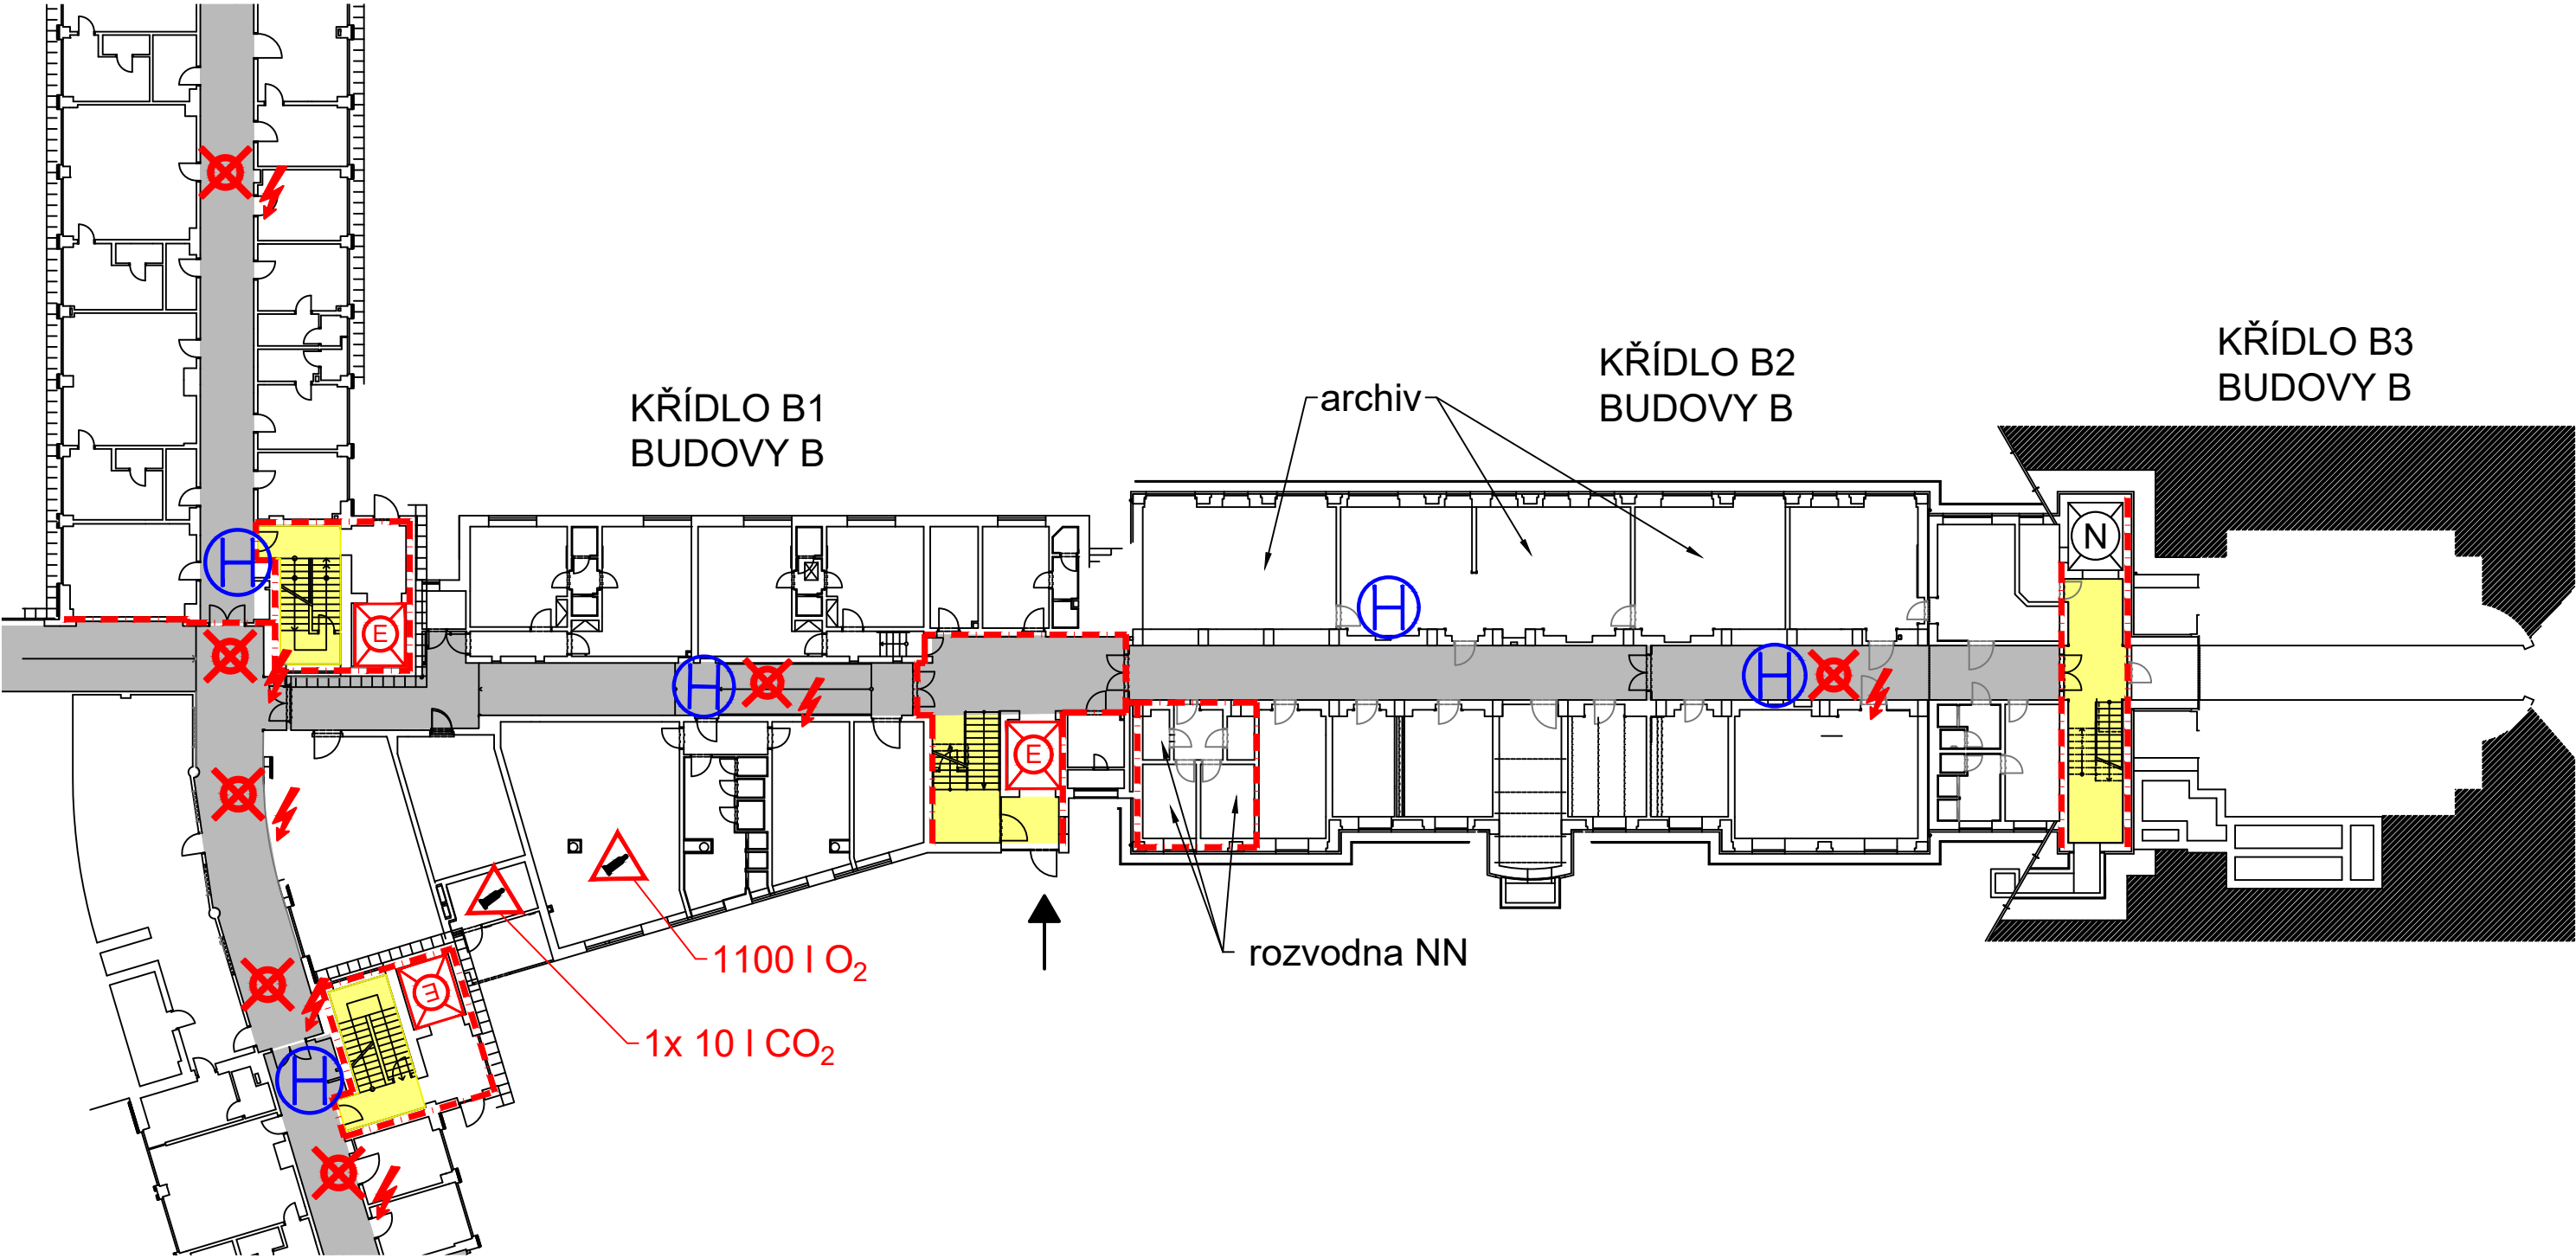 KŘÍDLO B1
BUDOVY B
archiv
KŘÍDLO B2
BUDOVY B
KŘÍDLO B3
BUDOVY B
N
H
H
E
H
H
E
E
H
1100 l O₂
1x 10 l CO₂
rozvodna NN